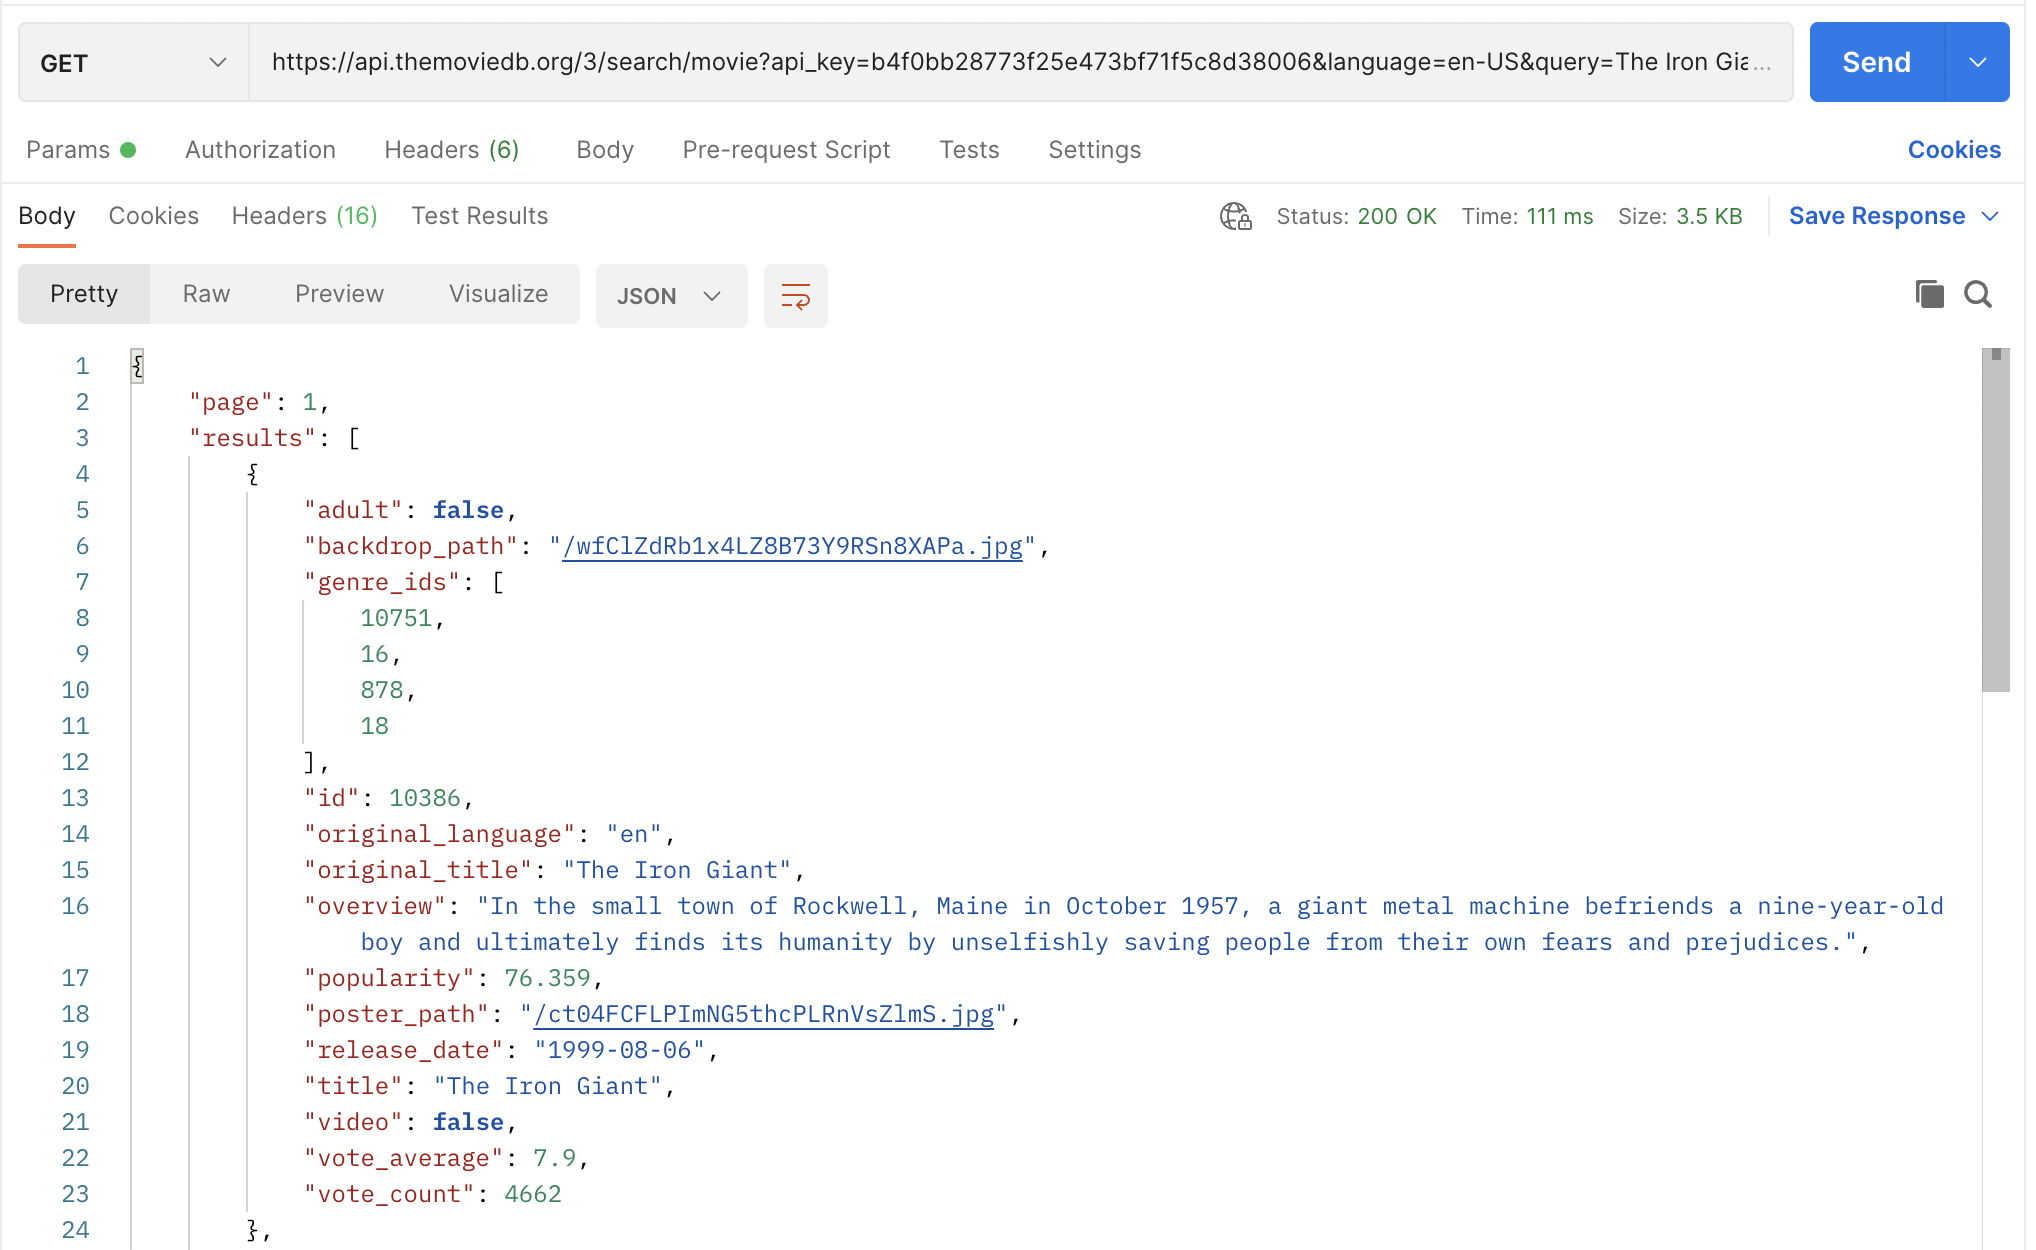 GET https://api.themoviedb.org/3/search/movie?api_key=b4f0bb28773f25e473bf71f5c8d38006&language=en-US&query=The Iron Gia... Send
Params Authorization Headers (6) Body Pre-request Script Tests Settings Cookies
Body Cookies Headers (16) Test Results Status: 200 OK Time: 111 ms Size: 3.5 KB Save Response
Pretty Raw Preview Visualize JSON
1 {
2 "page": 1,
3 "results": [
4 {
5 "adult": false,
6 "backdrop_path": "/wfClZdRb1x4LZ8B73Y9RSn8XAPa.jpg",
7 "genre_ids": [
8 10751,
9 16,
10 878,
11 18
12 ],
13 "id": 10386,
14 "original_language": "en",
15 "original_title": "The Iron Giant",
16 "overview": "In the small town of Rockwell, Maine in October 1957, a giant metal machine befriends a nine-year-old
boy and ultimately finds its humanity by unselfishly saving people from their own fears and prejudices.",
17 "popularity": 76.359,
18 "poster_path": "/ct04FCFLPImNG5thcPLRnVsZlmS.jpg",
19 "release_date": "1999-08-06",
20 "title": "The Iron Giant",
21 "video": false,
22 "vote_average": 7.9,
23 "vote_count": 4662
24 },